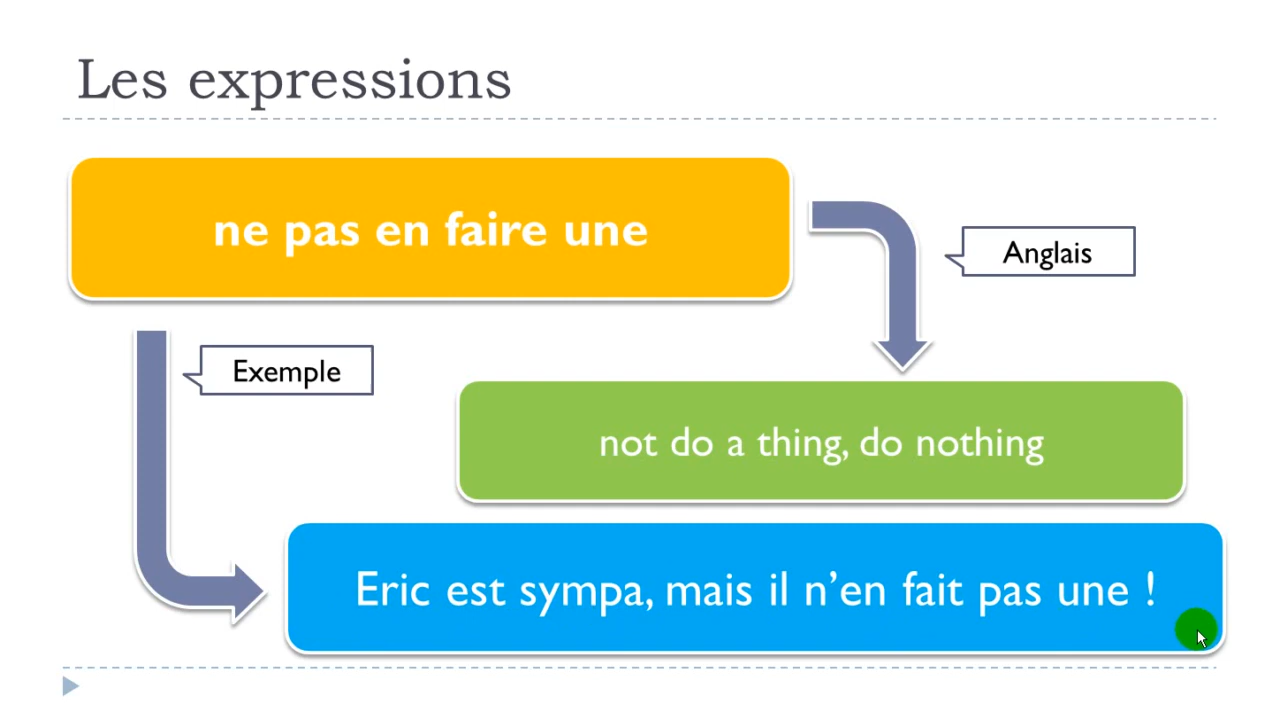 Les expressions
ne pas en faire une
Anglais
Exemple
not do a thing, do nothing
Eric est sympa, mais il n’en fait pas une !